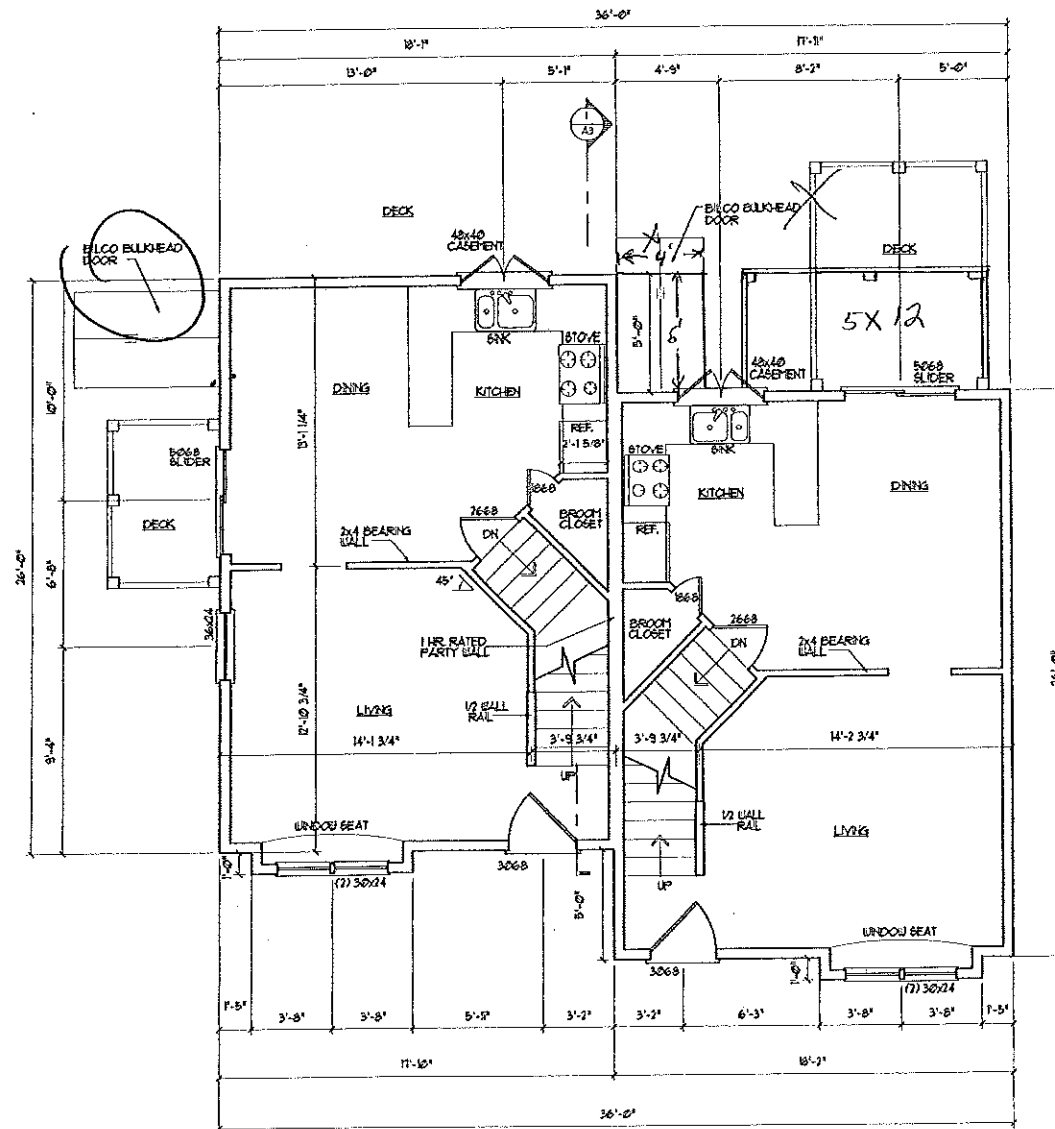 36'-0"
18'-1"
17'-11"
13'-0"
5'-1"
4'-9"
8'-2"
5'-0"
A3
DECK
BILCO BULKHEAD
DOOR
48x40
CASEMENT
BILCO BULKHEAD
DOOR
X
4'
6'
5'-0"
X
DECK
5X12
48x40
CASEMENT
5068
SLIDER
SINK
STOVE
DINING
KITCHEN
REF.
2'-1 5/8"
13'-1 1/4"
10'-0"
5068
SLIDER
DECK
1868
BROOM
CLOSET
2668
DN
2x4 BEARING
WALL
45°
STOVE
SINK
KITCHEN
DINING
REF.
1868
BROOM
CLOSET
2668
DN
2x4 BEARING
WALL
26'-0"
6'-8"
36x24
1 HR. RATED
PARTY WALL
LIVING
1/2 WALL
RAIL
14'-1 3/4"
3'-9 3/4"
3'-9 3/4"
14'-2 3/4"
12'-10 3/4"
9'-4"
UP
1/2 WALL
RAIL
LIVING
UP
WINDOW SEAT
(2) 30x24
3068
1'-0"
5'-0"
26'-0"
WINDOW SEAT
3068
1'-0"
(2) 30x24
1'-5"
3'-8"
3'-8"
5'-5"
3'-2"
3'-2"
6'-3"
3'-8"
3'-8"
1'-5"
17'-10"
18'-2"
36'-0"